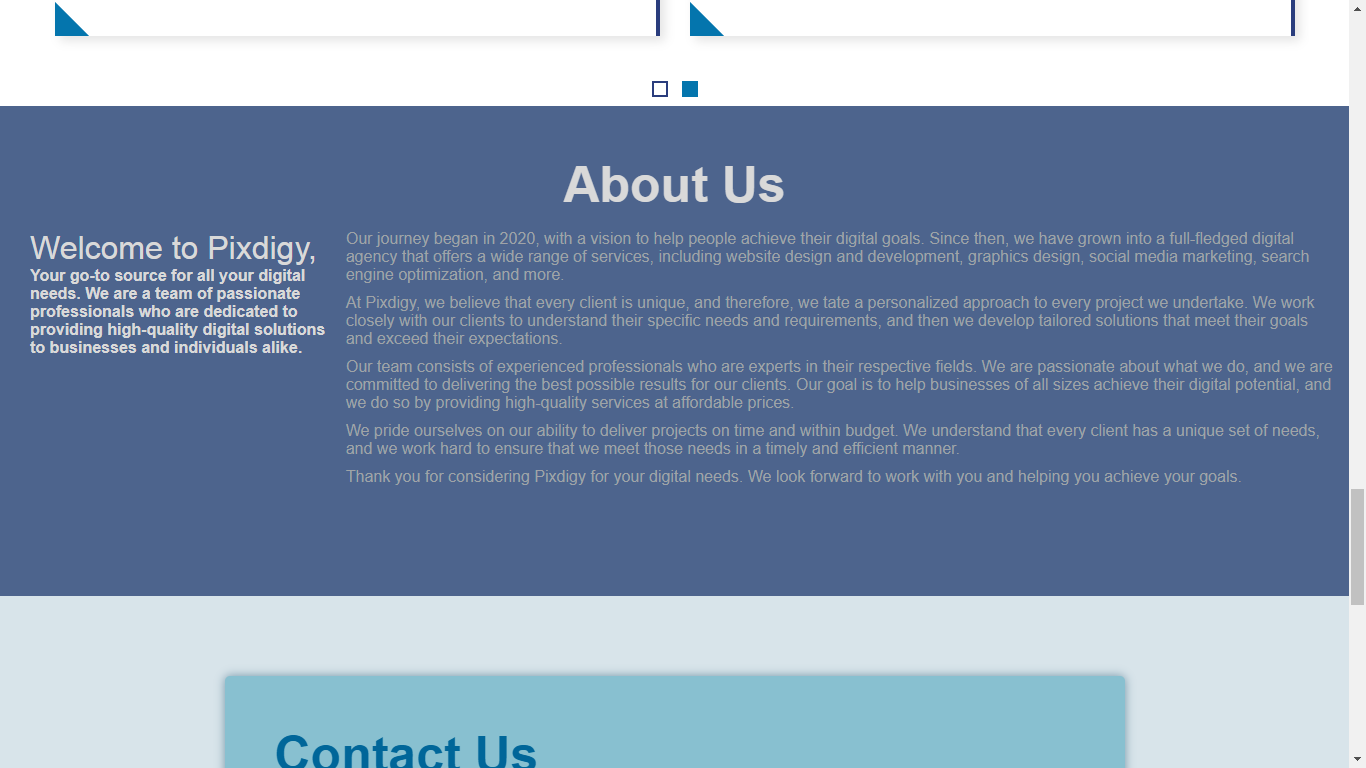 About Us
Welcome to Pixdigy,
Your go-to source for all your digital
needs. We are a team of passionate
professionals who are dedicated to
providing high-quality digital solutions
to businesses and individuals alike.
Our journey began in 2020, with a vision to help people achieve their digital goals. Since then, we have grown into a full-fledged digital
agency that offers a wide range of services, including website design and development, graphics design, social media marketing, search
engine optimization, and more.
At Pixdigy, we believe that every client is unique, and therefore, we tate a personalized approach to every project we undertake. We work
closely with our clients to understand their specific needs and requirements, and then we develop tailored solutions that meet their goals
and exceed their expectations.
Our team consists of experienced professionals who are experts in their respective fields. We are passionate about what we do, and we are
committed to delivering the best possible results for our clients. Our goal is to help businesses of all sizes achieve their digital potential, and
we do so by providing high-quality services at affordable prices.
We pride ourselves on our ability to deliver projects on time and within budget. We understand that every client has a unique set of needs,
and we work hard to ensure that we meet those needs in a timely and efficient manner.
Thank you for considering Pixdigy for your digital needs. We look forward to work with you and helping you achieve your goals.
Contact Us